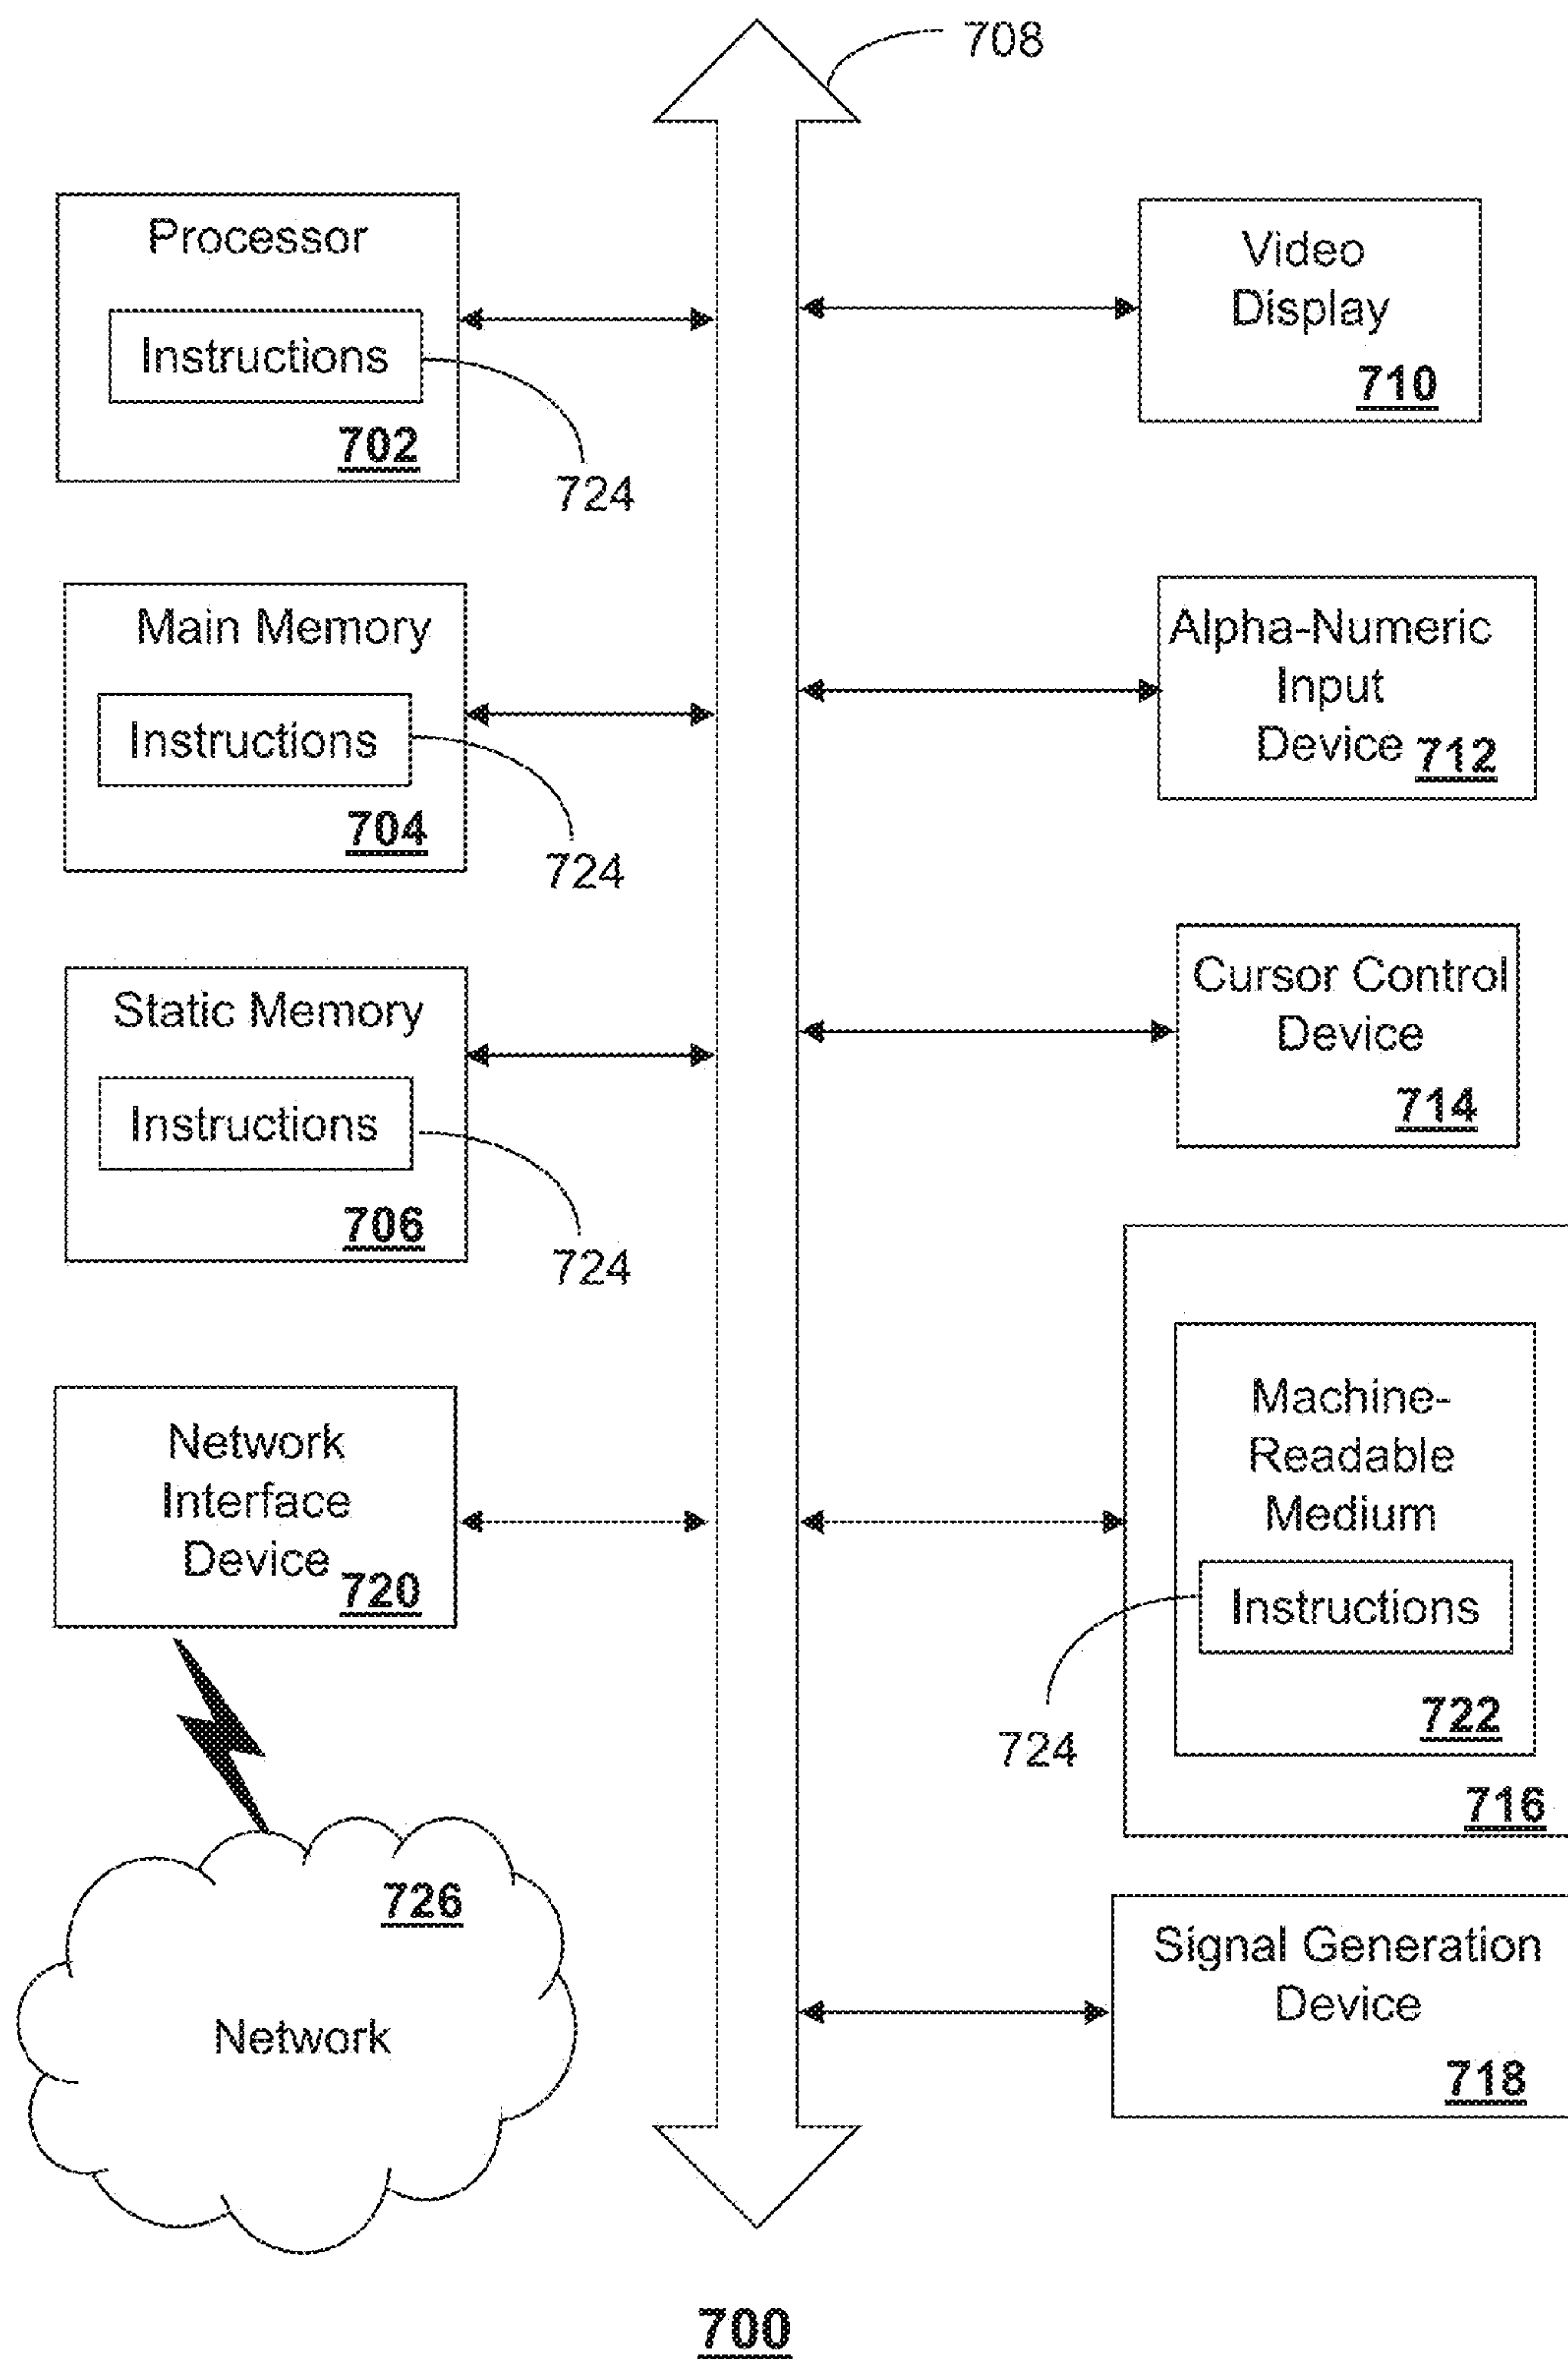 708
Processor
Instructions
702
724
Main Memory
Instructions
704
724
Static Memory
Instructions
706
724
Network
Interface
Device
720
726
Network
Video
Display
710
Alpha-Numeric
Input
Device 712
Cursor Control
Device
714
Machine-
Readable
Medium
Instructions
722
724
716
Signal Generation
Device
718
700